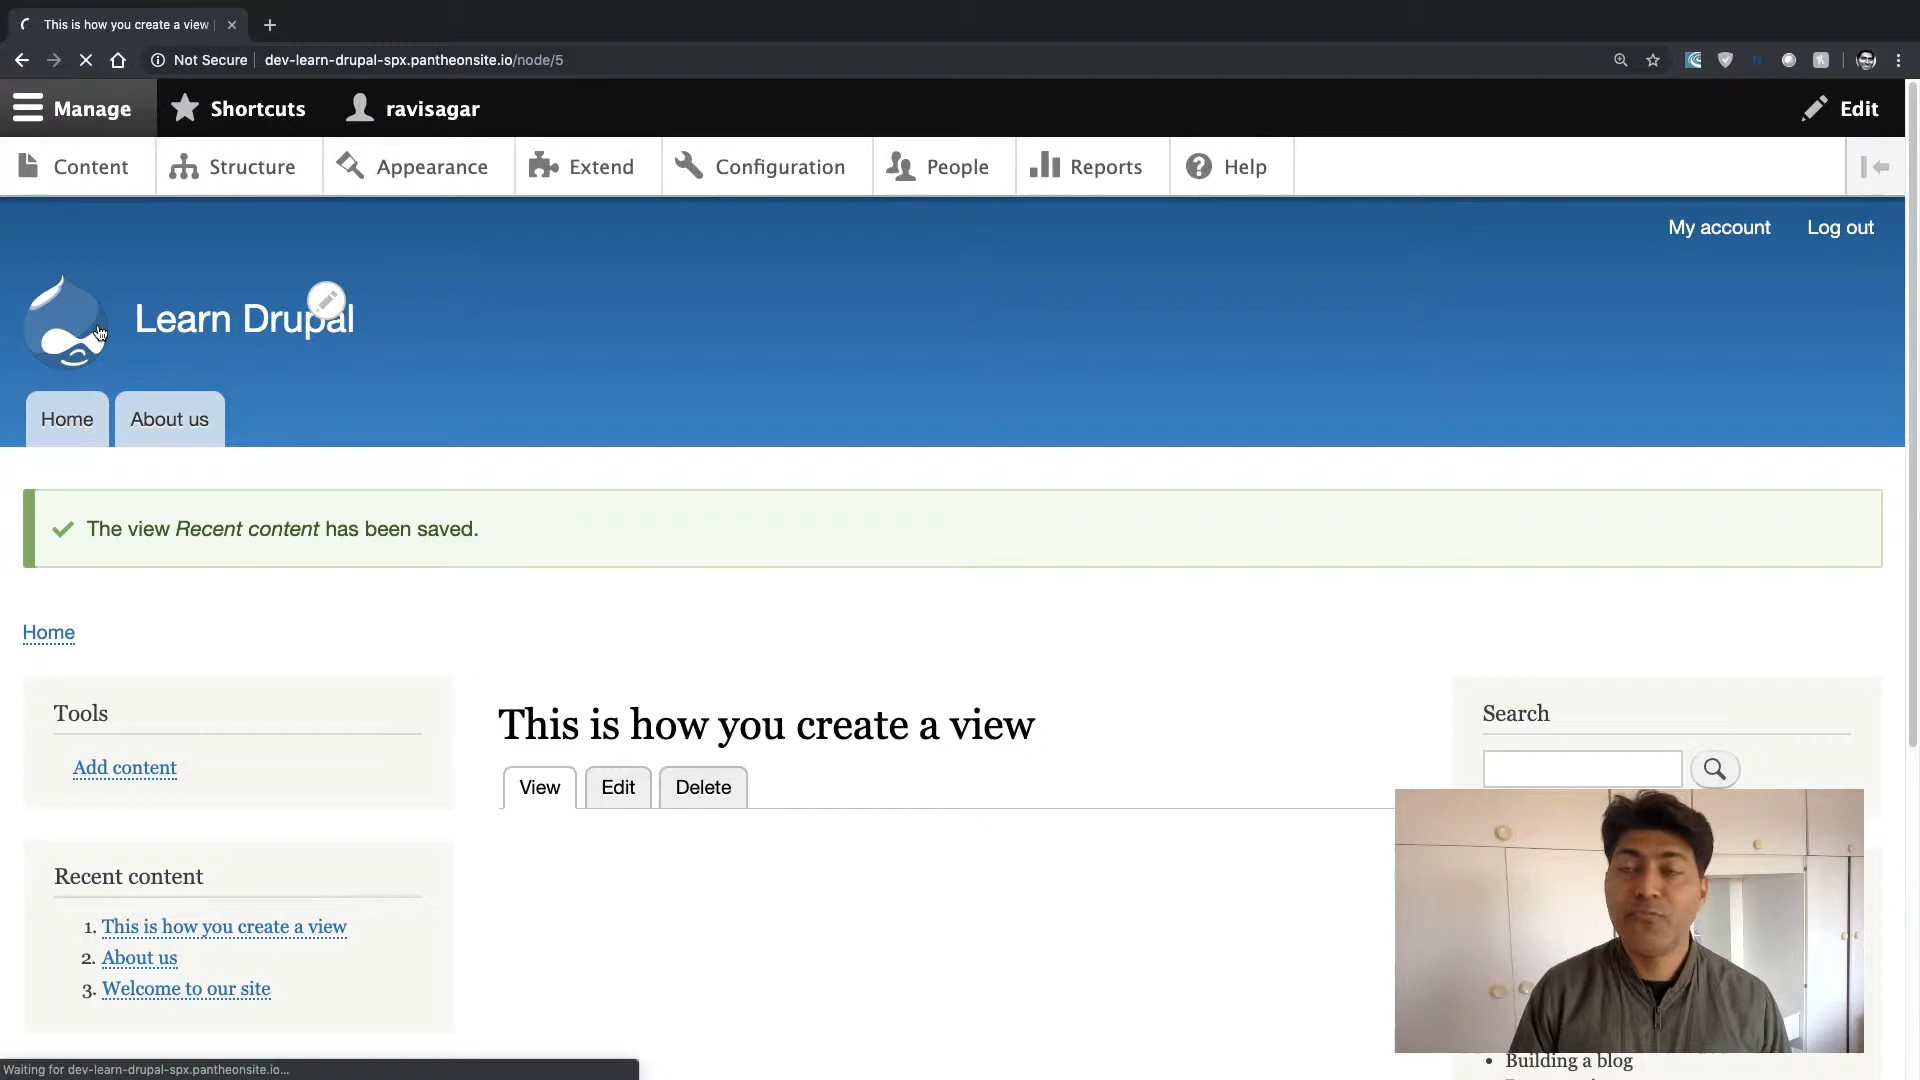 This is how you create a view
Not Secure
dev-learn-drupal-spx.pantheonsite.io/node/5
Manage
Shortcuts
ravisagar
Edit
Content
Structure
Appearance
Extend
Configuration
People
Reports
Help
My account
Log out
Learn Drupal
Home
About us
The view Recent content has been saved.
Home
Tools
Add content
This is how you create a view
View
Edit
Delete
Search
Recent content
1. This is how you create a view
2. About us
3. Welcome to our site
Building a blog
Waiting for dev-learn-drupal-spx.pantheonsite.io...